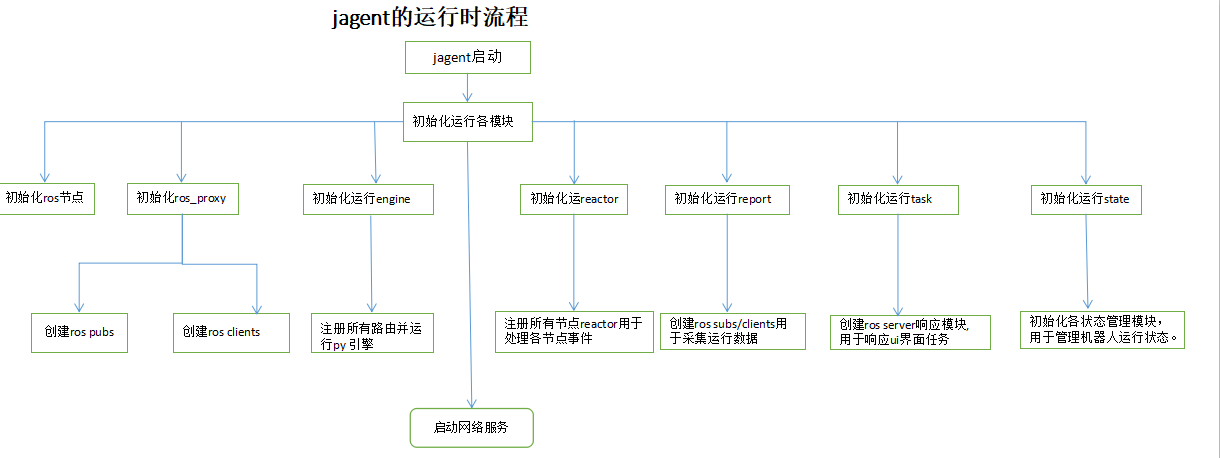 jagent的运行时流程
jagent启动
初始化运行各模块
初始化ros节点
初始化ros_proxy
初始化运行engine
初始化运reactor
初始化运行report
初始化运行task
初始化运行state
创建ros pubs
创建ros clients
注册所有路由并运
行py 引擎
注册所有节点reactor用于
处理各节点事件
创建ros subs/clients用
于采集运行数据
创建ros server响应模块,
用于响应ui界面任务
初始化各状态管理模块，
用于管理机器人运行状态。
启动网络服务